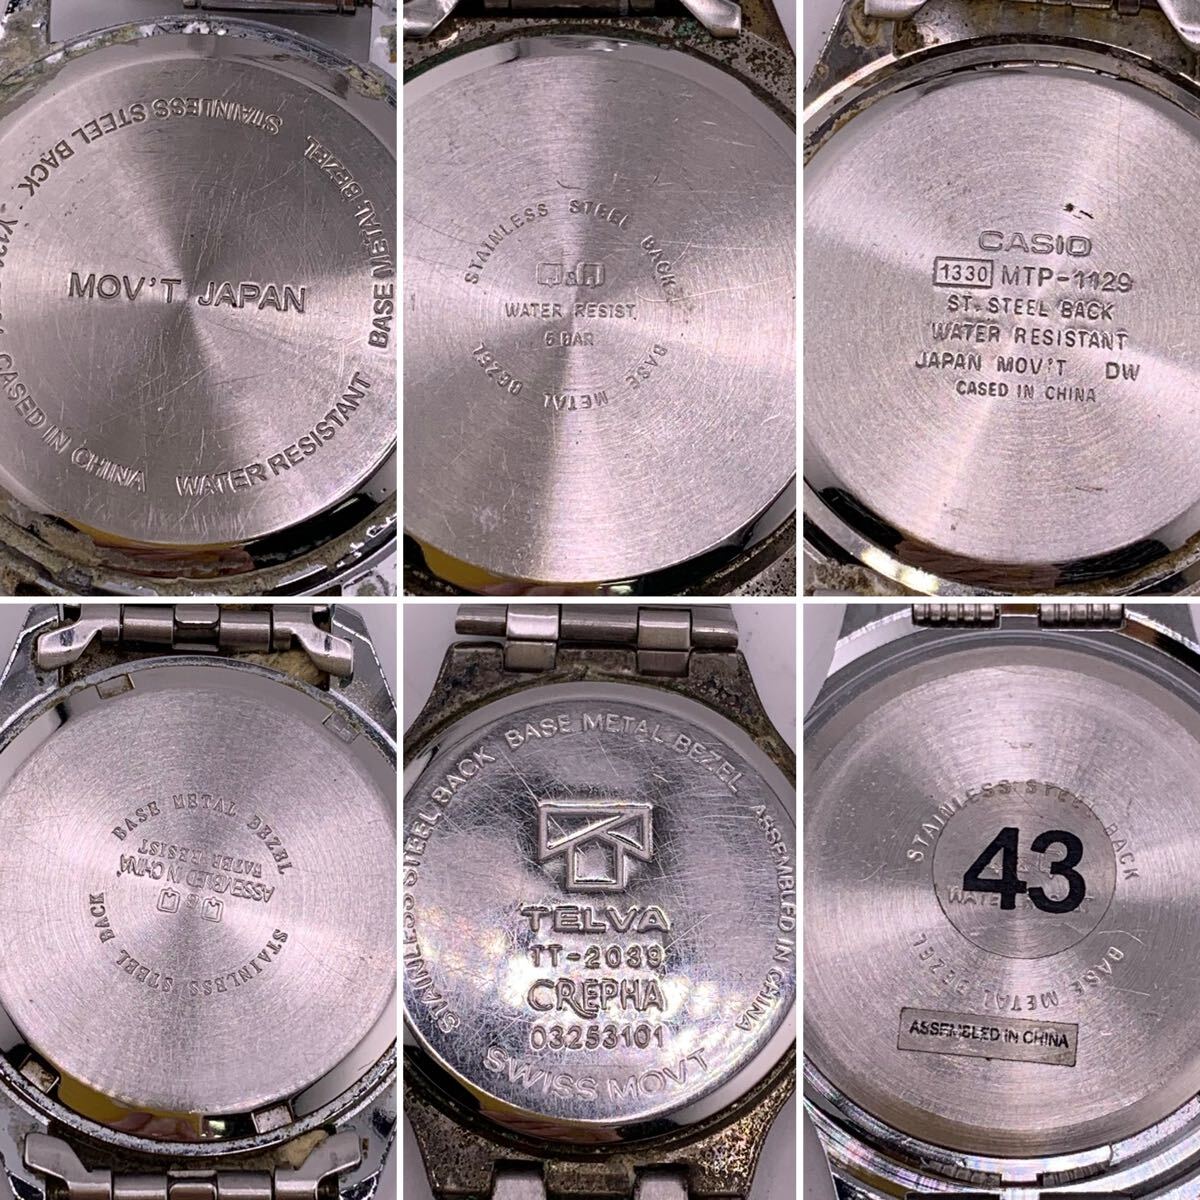 STAINLESS STEEL BACK
BASE METAL BEZEL
WATER RESISTANT
CASED IN CHINA
MOV'T JAPAN
STAINLESS STEEL BACK
BASE METAL BEZEL
Q&Q
WATER RESIST
5 BAR
CASIO
1330 MTP-1129
ST. STEEL BACK
WATER RESISTANT
JAPAN MOV'T DW
CASED IN CHINA
BASE METAL BEZEL
WATER RESIST
ASSEMBLED IN CHINA
STAINLESS STEEL BACK
STAINLESS STEEL BACK BASE METAL BEZEL ASSEMBLED IN CHINA
TELVA
TT-2039
CREPHA
03253101
SWISS MOVT
STAINLESS STEEL BACK
43
BASE METAL BEZEL
ASSEMBLED IN CHINA